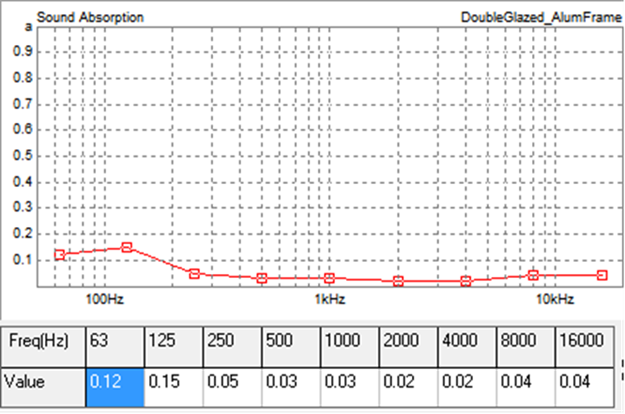 Sound Absorption DoubleGlazed_AlumFrame
a
0.9
0.8
0.7
0.6
0.5
0.4
0.3
0.2
0.1
100Hz 1kHz 10kHz
Freq(Hz) 63 125 250 500 1000 2000 4000 8000 16000
Value 0.12 0.15 0.05 0.03 0.03 0.02 0.02 0.04 0.04